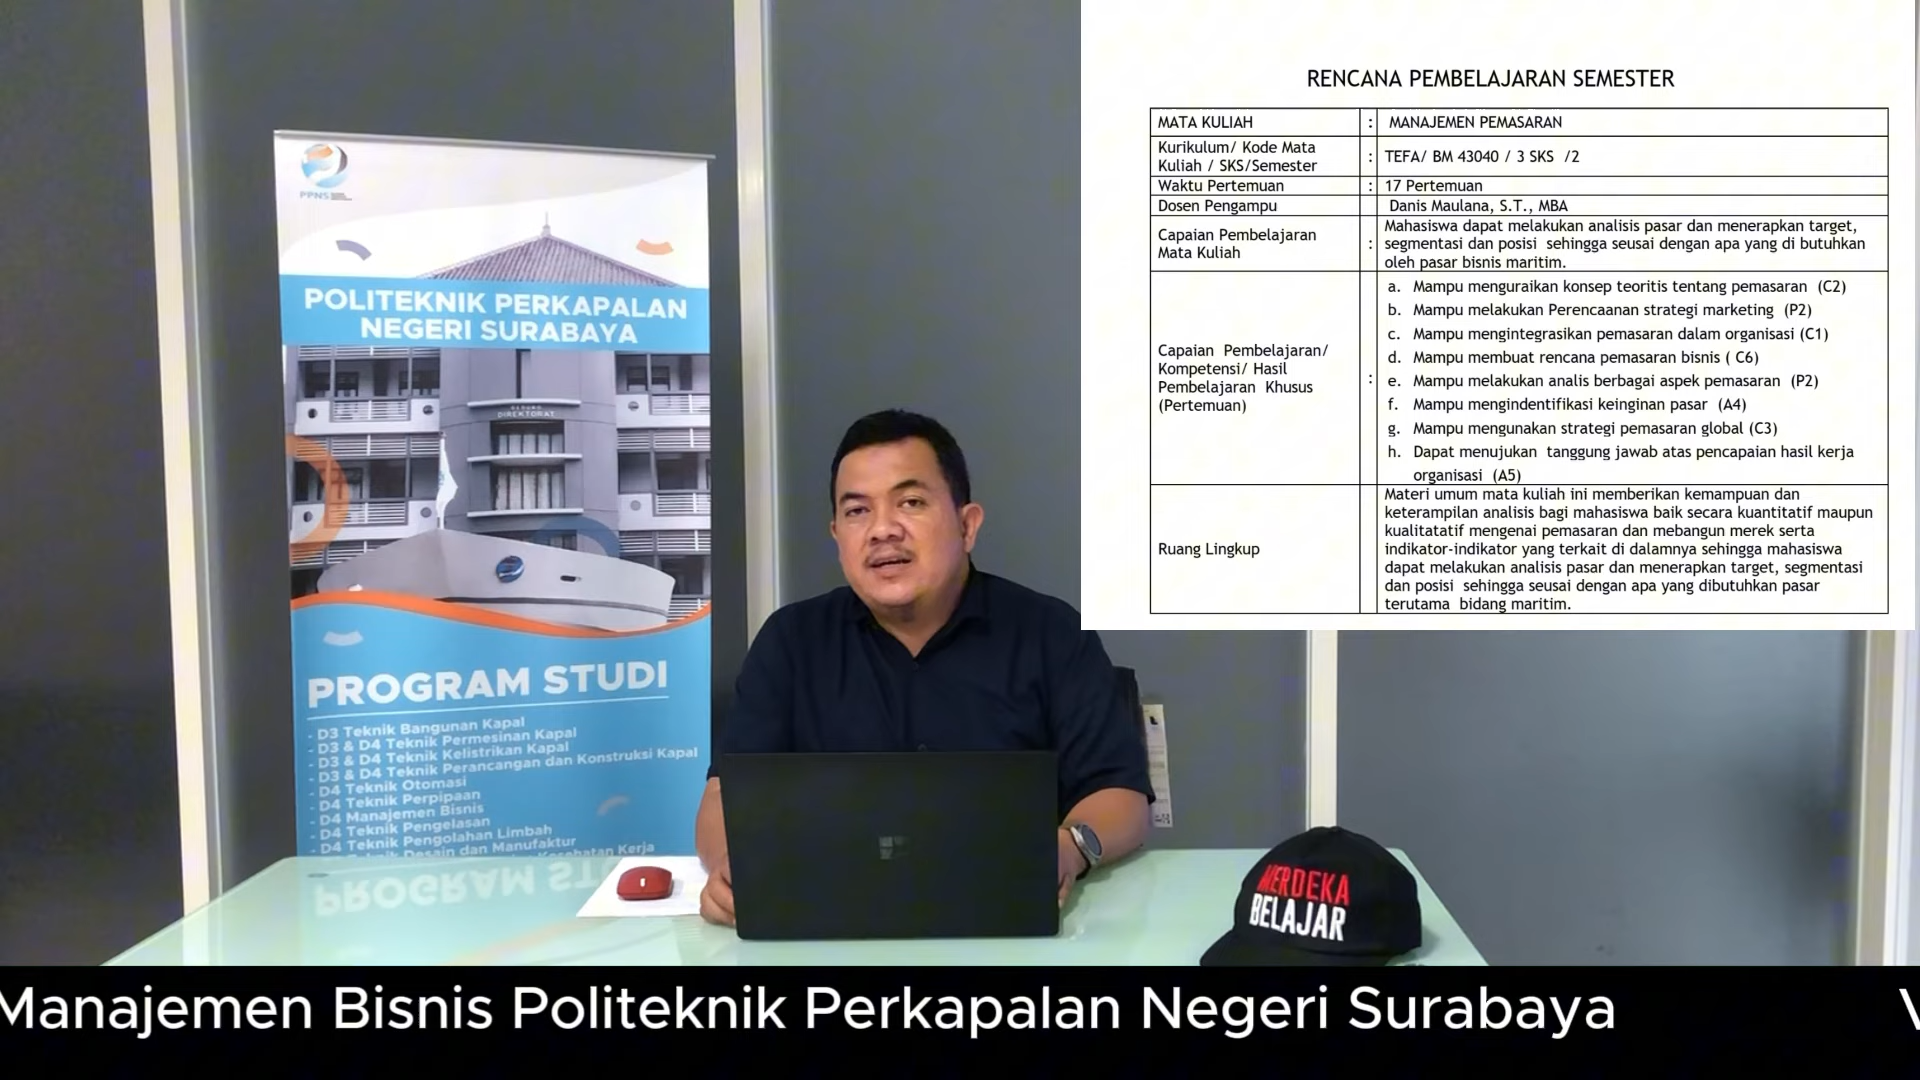 RENCANA PEMBELAJARAN SEMESTER
MATA KULIAH : MANAJEMEN PEMASARAN
Kurikulum/ Kode Mata
Kuliah / SKS/Semester : TEFA/ BM 43040 / 3 SKS /2
Waktu Pertemuan : 17 Pertemuan
Dosen Pengampu : Danis Maulana, S.T., MBA
Capaian Pembelajaran
Mata Kuliah :
Mahasiswa dapat melakukan analisis pasar dan menerapkan target,
segmentasi dan posisi sehingga seusai dengan apa yang di butuhkan
oleh pasar bisnis maritim.
Capaian Pembelajaran/
Kompetensi/ Hasil
Pembelajaran Khusus
(Pertemuan) :
a. Mampu menguraikan konsep teoritis tentang pemasaran (C2)
b. Mampu melakukan Perencaanan strategi marketing (P2)
c. Mampu mengintegrasikan pemasaran dalam organisasi (C1)
d. Mampu membuat rencana pemasaran bisnis ( C6)
e. Mampu melakukan analis berbagai aspek pemasaran (P2)
f. Mampu mengindentifikasi keinginan pasar (A4)
g. Mampu mengunakan strategi pemasaran global (C3)
h. Dapat menujukan tanggung jawab atas pencapaian hasil kerja
organisasi (A5)
Ruang Lingkup :
Materi umum mata kuliah ini memberikan kemampuan dan
keterampilan analisis bagi mahasiswa baik secara kuantitatif maupun
kualitatatif mengenai pemasaran dan mebangun merek serta
indikator-indikator yang terkait di dalamnya sehingga mahasiswa
dapat melakukan analisis pasar dan menerapkan target, segmentasi
dan posisi sehingga seusai dengan apa yang dibutuhkan pasar
terutama bidang maritim.
PPNS
POLITEKNIK PERKAPALAN
NEGERI SURABAYA
GEDUNG
DIREKTORAT
PROGRAM STUDI
- D3 Teknik Bangunan Kapal
- D3 & D4 Teknik Permesinan Kapal
- D3 & D4 Teknik Kelistrikan Kapal
- D3 & D4 Teknik Perancangan dan Konstruksi Kapal
- D4 Teknik Otomasi
- D4 Teknik Perpipaan
- D4 Manajemen Bisnis
- D4 Teknik Pengelasan
- D4 Teknik Pengolahan Limbah
Teknik Desain dan Manufaktur
Kesehatan Kerja
MERDEKA
BELAJAR
Manajemen Bisnis Politeknik Perkapalan Negeri Surabaya